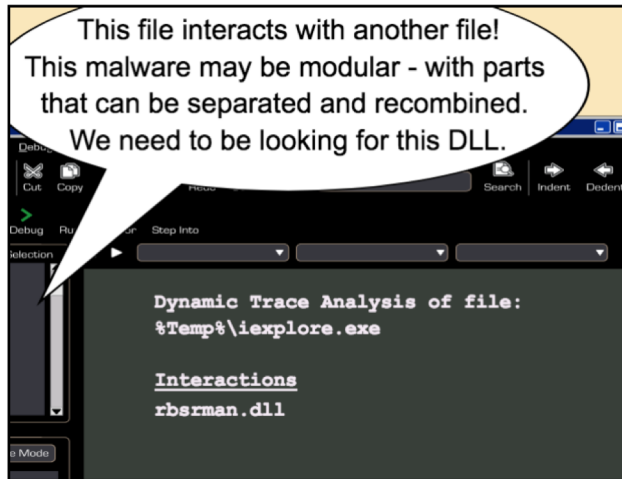 This file interacts with another file!
This malware may be modular - with parts
that can be separated and recombined.
We need to be looking for this DLL.
Cut Copy Search Indent Dedent
Debug Step Into
Selection
Dynamic Trace Analysis of file:
%Temp%\iexplore.exe
Interactions
rbsrman.dll
e Mode